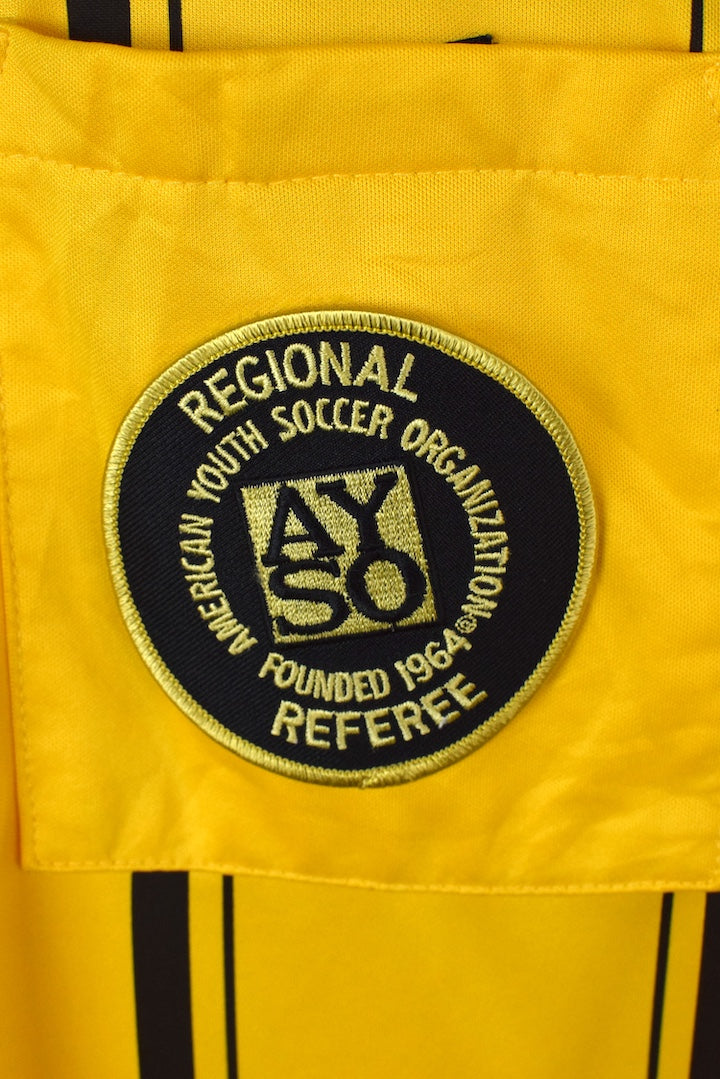 REGIONAL
AMERICAN YOUTH SOCCER ORGANIZATION®
AY
SO
FOUNDED 1964
REFEREE